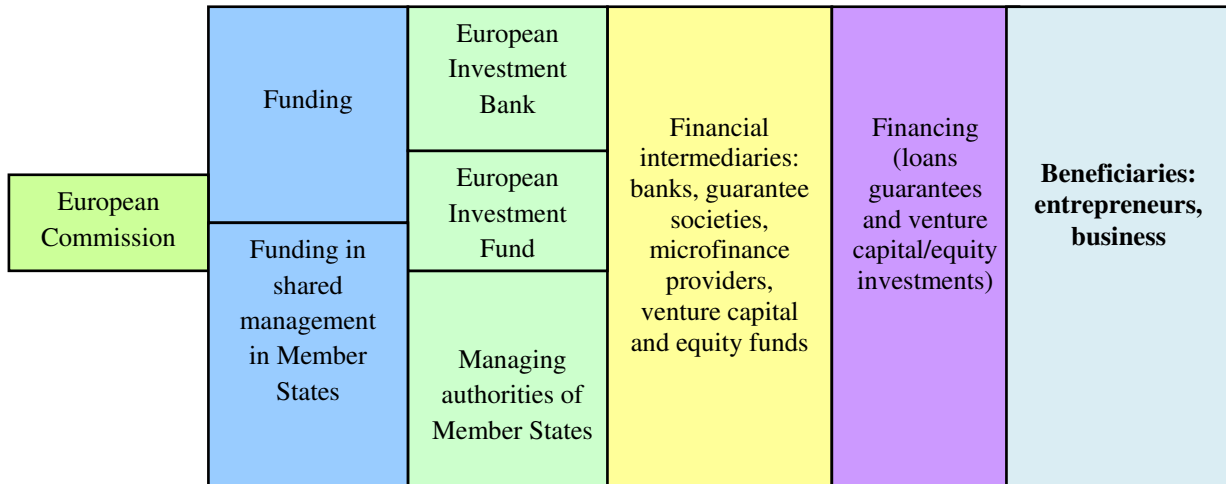 European
Commission
Funding
Funding in
shared
management
in Member
States
European
Investment
Bank
European
Investment
Fund
Managing
authorities of
Member States
Financial
intermediaries:
banks, guarantee
societies,
microfinance
providers,
venture capital
and equity funds
Financing
(loans
guarantees
and venture
capital/equity
investments)
Beneficiaries:
entrepreneurs,
business